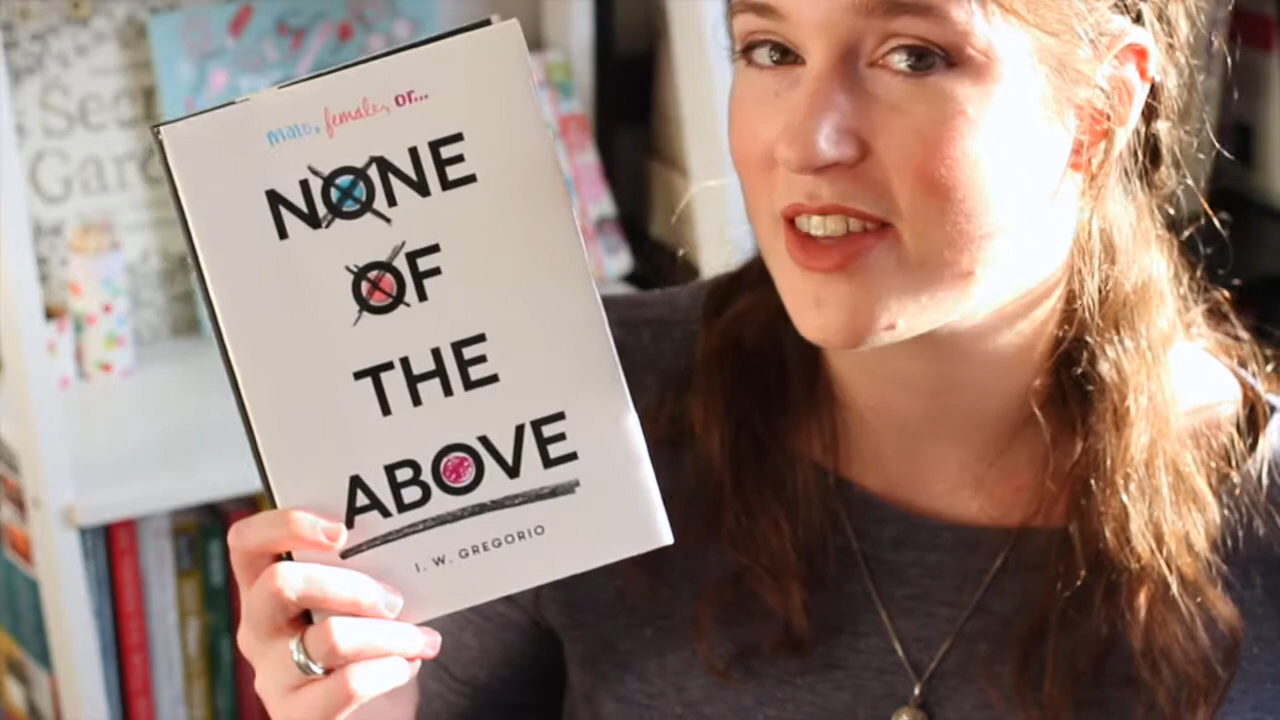 male, female, or...
NONE
OF
THE
ABOVE
I. W. GREGORIO